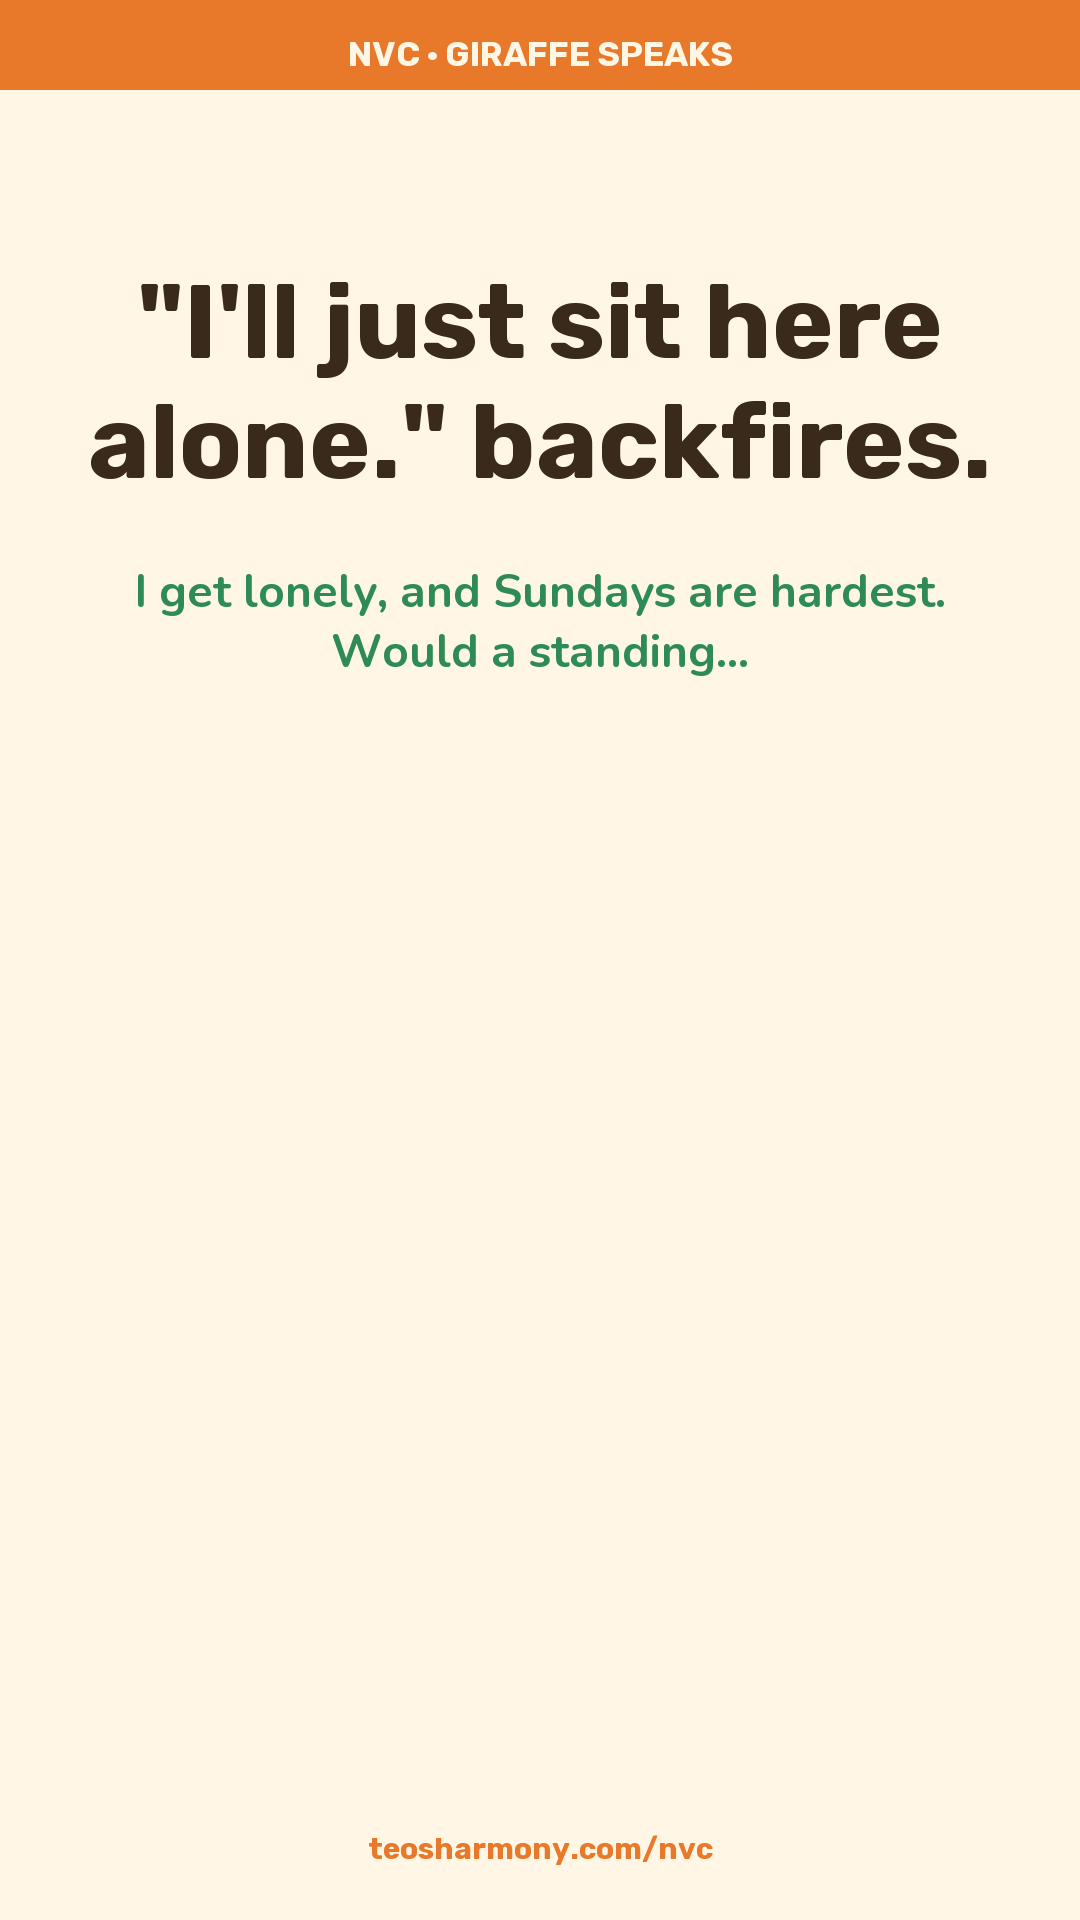 NVC • GIRAFFE SPEAKS
"I'll just sit here
alone." backfires.
I get lonely, and Sundays are hardest.
Would a standing...
teosharmony.com/nvc